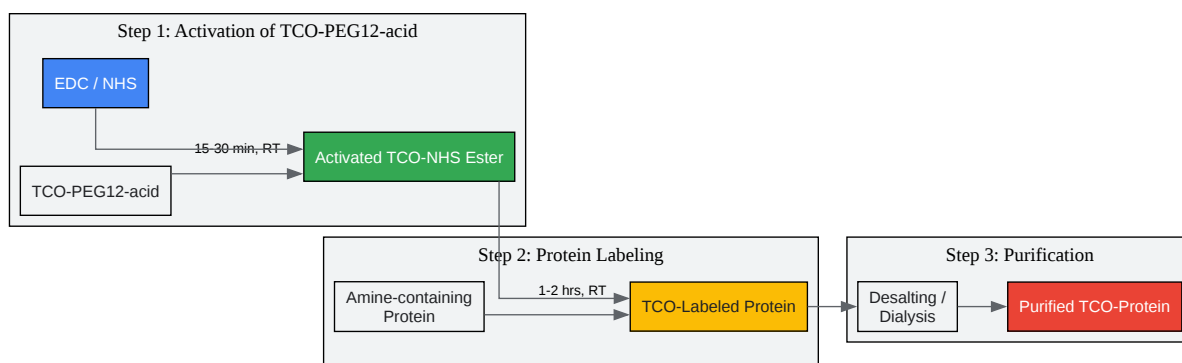 Step 1: Activation of TCO-PEG12-acid
EDC / NHS
15-30 min, RT
Activated TCO-NHS Ester
TCO-PEG12-acid
Step 2: Protein Labeling
Amine-containing
Protein
1-2 hrs, RT
TCO-Labeled Protein
Step 3: Purification
Desalting /
Dialysis
Purified TCO-Protein